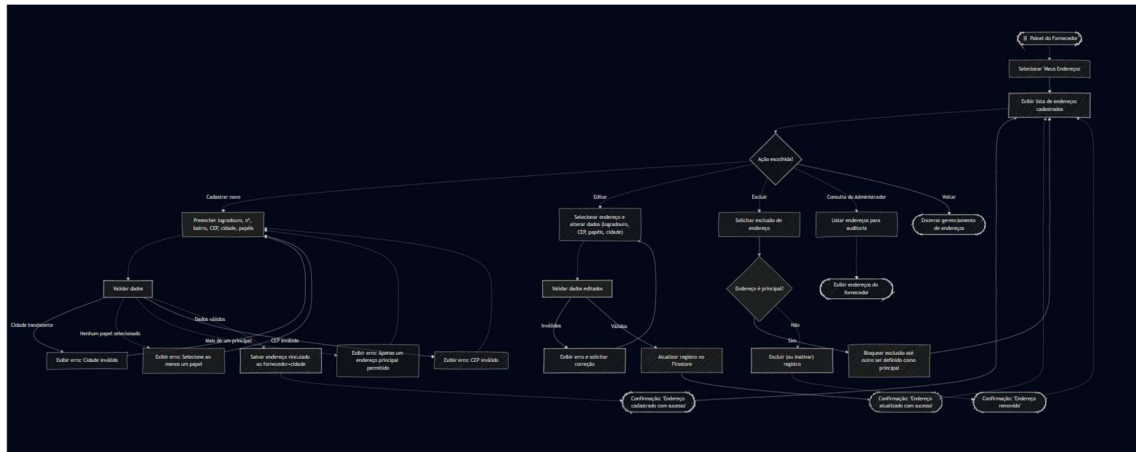 Painel do Fornecedor
Selecionar 'Meus Endereços'
Exibir lista de endereços
cadastrados
Ação escolhida?
Cadastrar novo
Editar
Excluir
Consulta do Administrador
Voltar
Preencher logradouro, nº,
bairro, CEP, cidade, papéis
Selecionar endereço e
alterar dados (logradouro,
CEP, papéis, cidade)
Solicitar exclusão de
endereço
Listar endereços para
auditoria
Encerrar gerenciamento
de endereços
Validar dados
Validar dados editados
Endereço é principal?
Exibir endereços do
fornecedor
Cidade inexistente
Nenhum papel selecionado
Dados válidos
Mais de um principal
CEP inválido
Inválidos
Válidos
Não
Sim
Exibir erro: Cidade inválida
Exibir erro: Selecione ao
menos um papel
Salvar endereço vinculado
ao fornecedor+cidade
Exibir erro: Apenas um
endereço principal
permitido
Exibir erro: CEP inválido
Exibir erro e solicitar
correção
Atualizar registro no
Firestore
Excluir (ou inativar)
registro
Bloquear exclusão até
outro ser definido como
principal
Confirmação: 'Endereço
cadastrado com sucesso'
Confirmação: 'Endereço
atualizado com sucesso'
Confirmação: 'Endereço
removido'